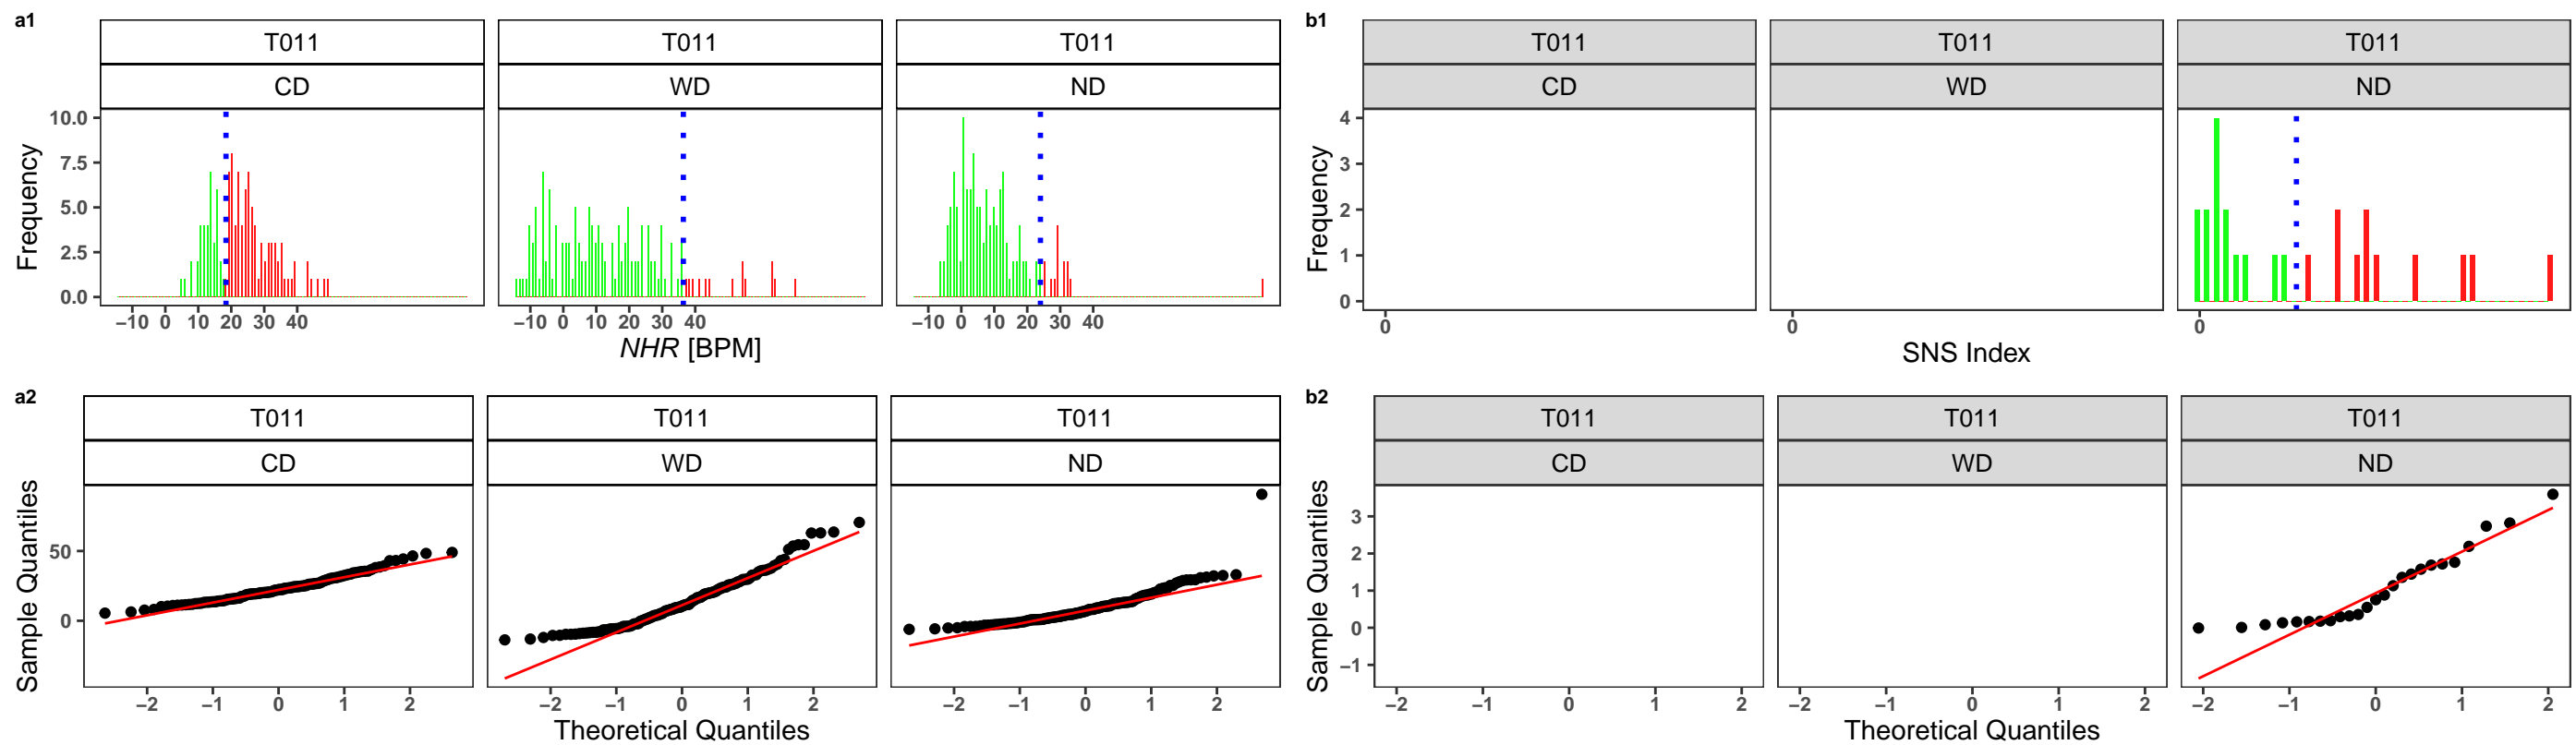 a1
T011 T011 T011
CD WD ND
Frequency
10.0
7.5
5.0
2.5
0.0
−10 0 10 20 30 40 −10 0 10 20 30 40 −10 0 10 20 30 40
NHR [BPM]
b1
T011 T011 T011
CD WD ND
Frequency
4
3
2
1
0
0 0 0
SNS Index
a2
T011 T011 T011
CD WD ND
Sample Quantiles
50
0
−2 −1 0 1 2 −2 −1 0 1 2 −2 −1 0 1 2
Theoretical Quantiles
b2
T011 T011 T011
CD WD ND
Sample Quantiles
3
2
1
0
−1
−2 −1 0 1 2 −2 −1 0 1 2 −2 −1 0 1 2
Theoretical Quantiles